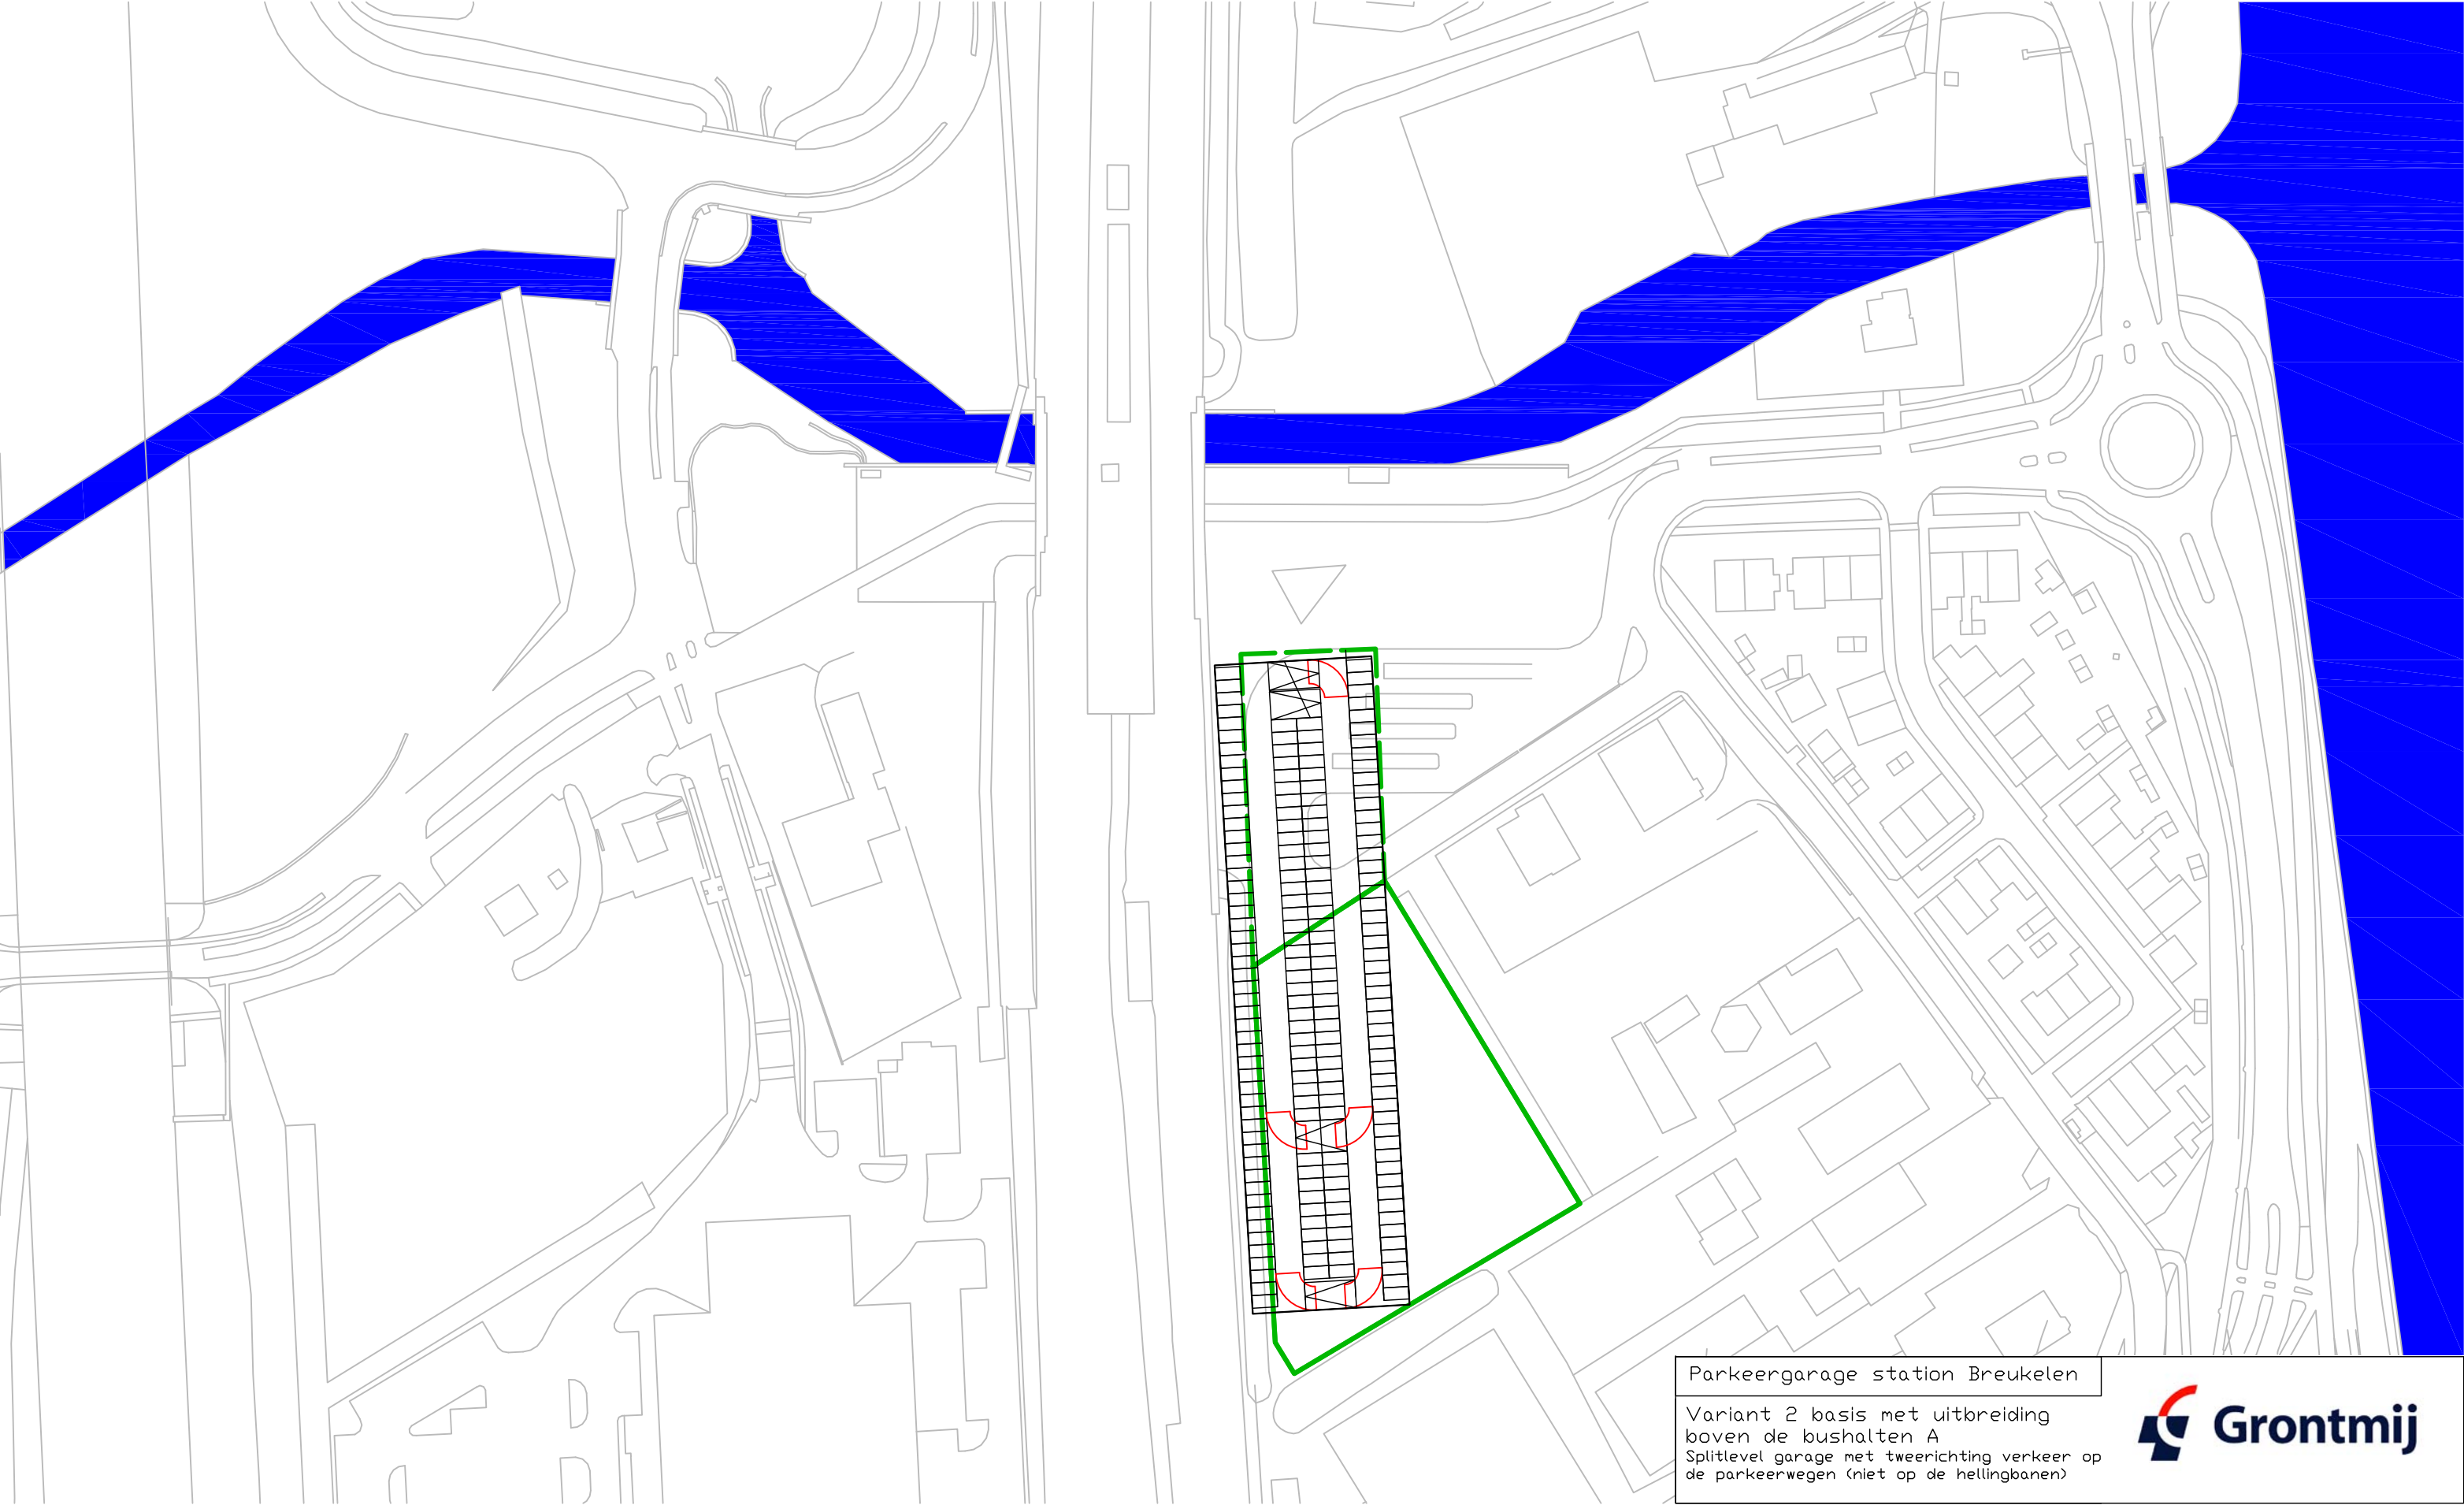 Parkeergarage station Breukelen
Variant 2 basis met uitbreiding
boven de bushalten A
Splitlevel garage met tweerichting verkeer op
de parkeerwegen (niet op de hellingbanen)
Grontmij